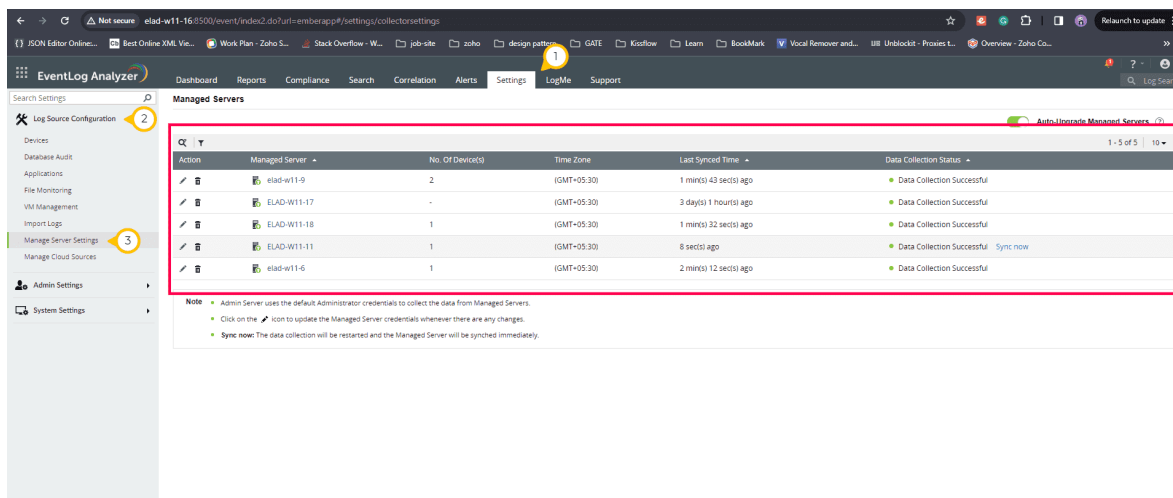 Not secure elad-w11-16:8500/event/index2.do?url=emberapp#/settings/collectorsettings
Relaunch to update
{} JSON Editor Online:... Best Online XML Vie... Work Plan - Zoho S... Stack Overflow - W... job-site zoho design pattern GATE Kissflow Learn BookMark Vocal Remover and... Unblockit - Proxies t... Overview - Zoho Co... »
1
EventLog Analyzer
Dashboard Reports Compliance Search Correlation Alerts Settings LogMe Support
?
Log Sear
Search Settings
Managed Servers
Log Source Configuration 2
Auto-Upgrade Managed Servers ?
Devices
1 - 5 of 5 10
Database Audit
Action Managed Server No. Of Device(s) Time Zone Last Synced Time Data Collection Status
Applications
elad-w11-9 2 (GMT+05:30) 1 min(s) 43 sec(s) ago Data Collection Successful
File Monitoring
VM Management
ELAD-W11-17 - (GMT+05:30) 3 day(s) 1 hour(s) ago Data Collection Successful
Import Logs
ELAD-W11-18 1 (GMT+05:30) 1 min(s) 32 sec(s) ago Data Collection Successful
Manage Server Settings 3
ELAD-W11-11 1 (GMT+05:30) 8 sec(s) ago Data Collection Successful Sync now
Manage Cloud Sources
elad-w11-6 1 (GMT+05:30) 2 min(s) 12 sec(s) ago Data Collection Successful
Admin Settings
System Settings
Note Admin Server uses the default Administrator credentials to collect the data from Managed Servers.
Click on the icon to update the Managed Server credentials whenever there are any changes.
Sync now: The data collection will be restarted and the Managed Server will be synched immediately.